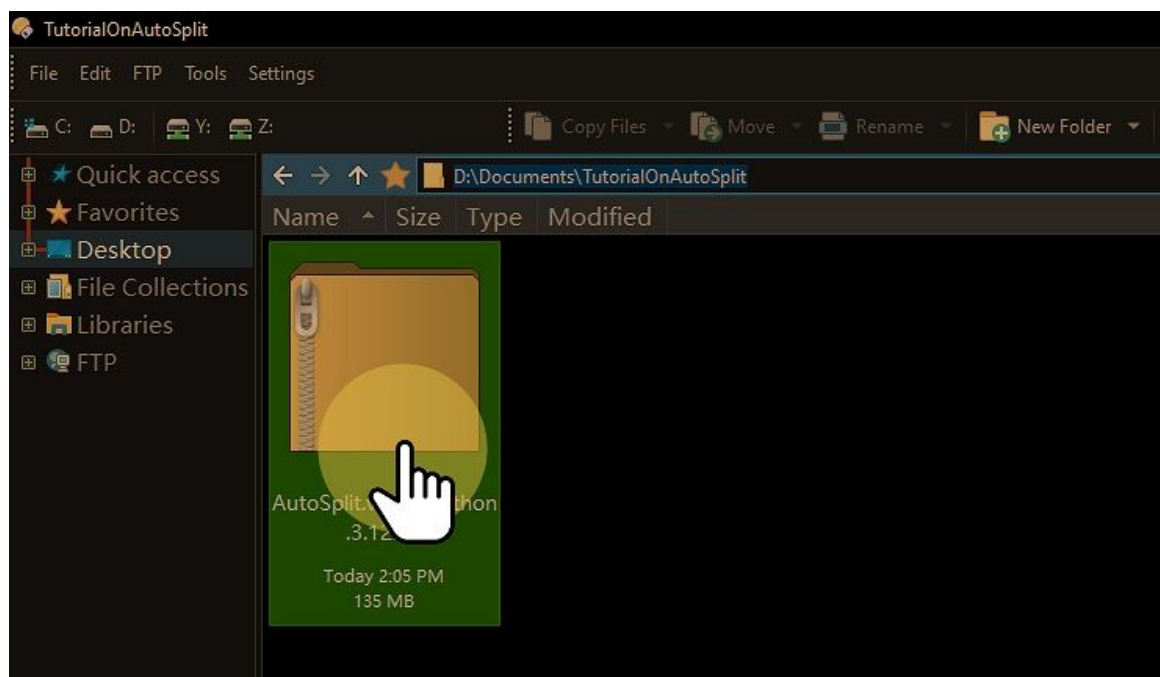 TutorialOnAutoSplit
File Edit FTP Tools Settings
C: D: Y: Z: Copy Files Move Rename New Folder
Quick access
D:\Documents\TutorialOnAutoSplit
Favorites
Name Size Type Modified
Desktop
File Collections
Libraries
FTP
AutoSplit.v thon
.3.12
Today 2:05 PM
135 MB